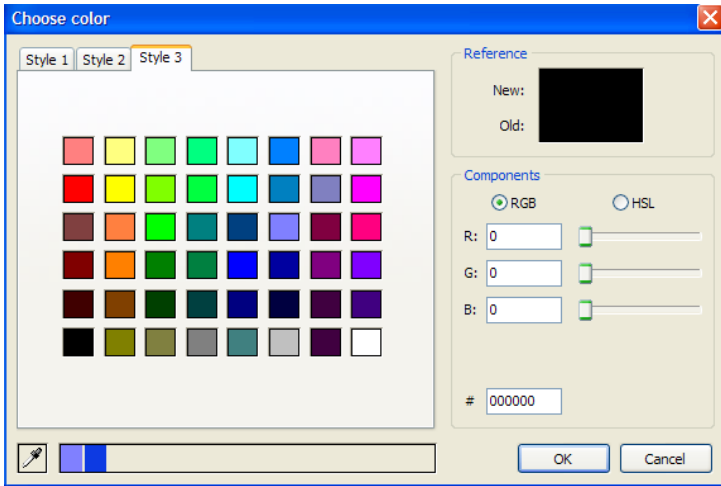 Choose color
Style 1 Style 2 Style 3
Reference
New:
Old:
Components
RGB HSL
R: 0
G: 0
B: 0
# 000000
OK Cancel